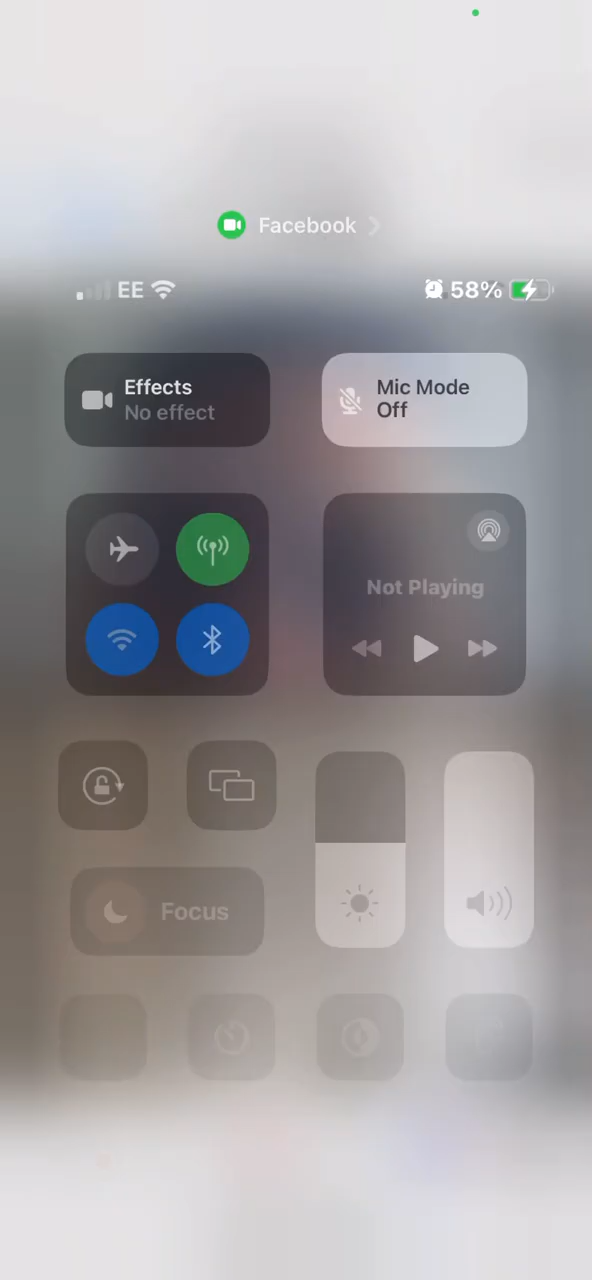 Facebook
EE
58%
Effects
No effect
Mic Mode
Off
Not Playing
Focus